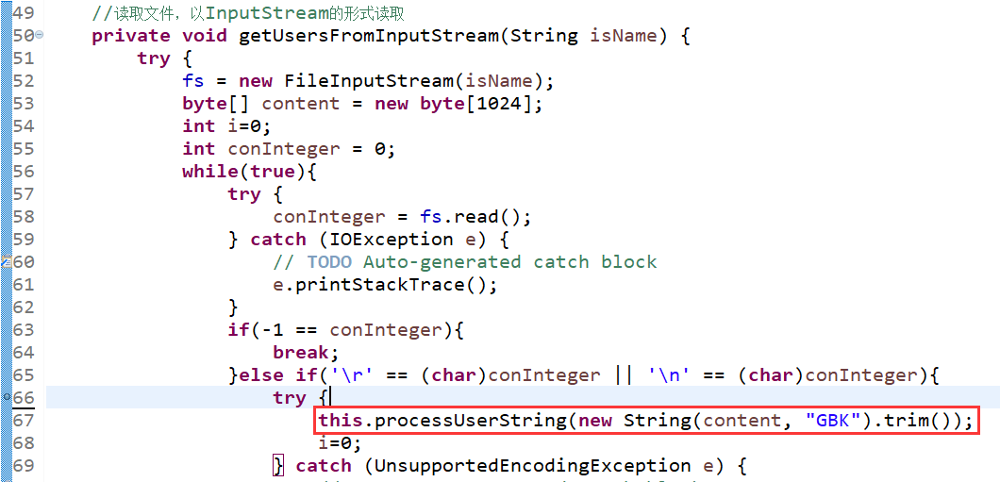 49 //读取文件，以InputStream的形式读取
50 private void getUsersFromInputStream(String isName) {
51 try {
52 fs = new FileInputStream(isName);
53 byte[] content = new byte[1024];
54 int i=0;
55 int conInteger = 0;
56 while(true){
57 try {
58 conInteger = fs.read();
59 } catch (IOException e) {
60 // TODO Auto-generated catch block
61 e.printStackTrace();
62 }
63 if(-1 == conInteger){
64 break;
65 }else if('\r' == (char)conInteger || '\n' == (char)conInteger){
66 try {
67 this.processUserString(new String(content, "GBK").trim());
68 i=0;
69 } catch (UnsupportedEncodingException e) {